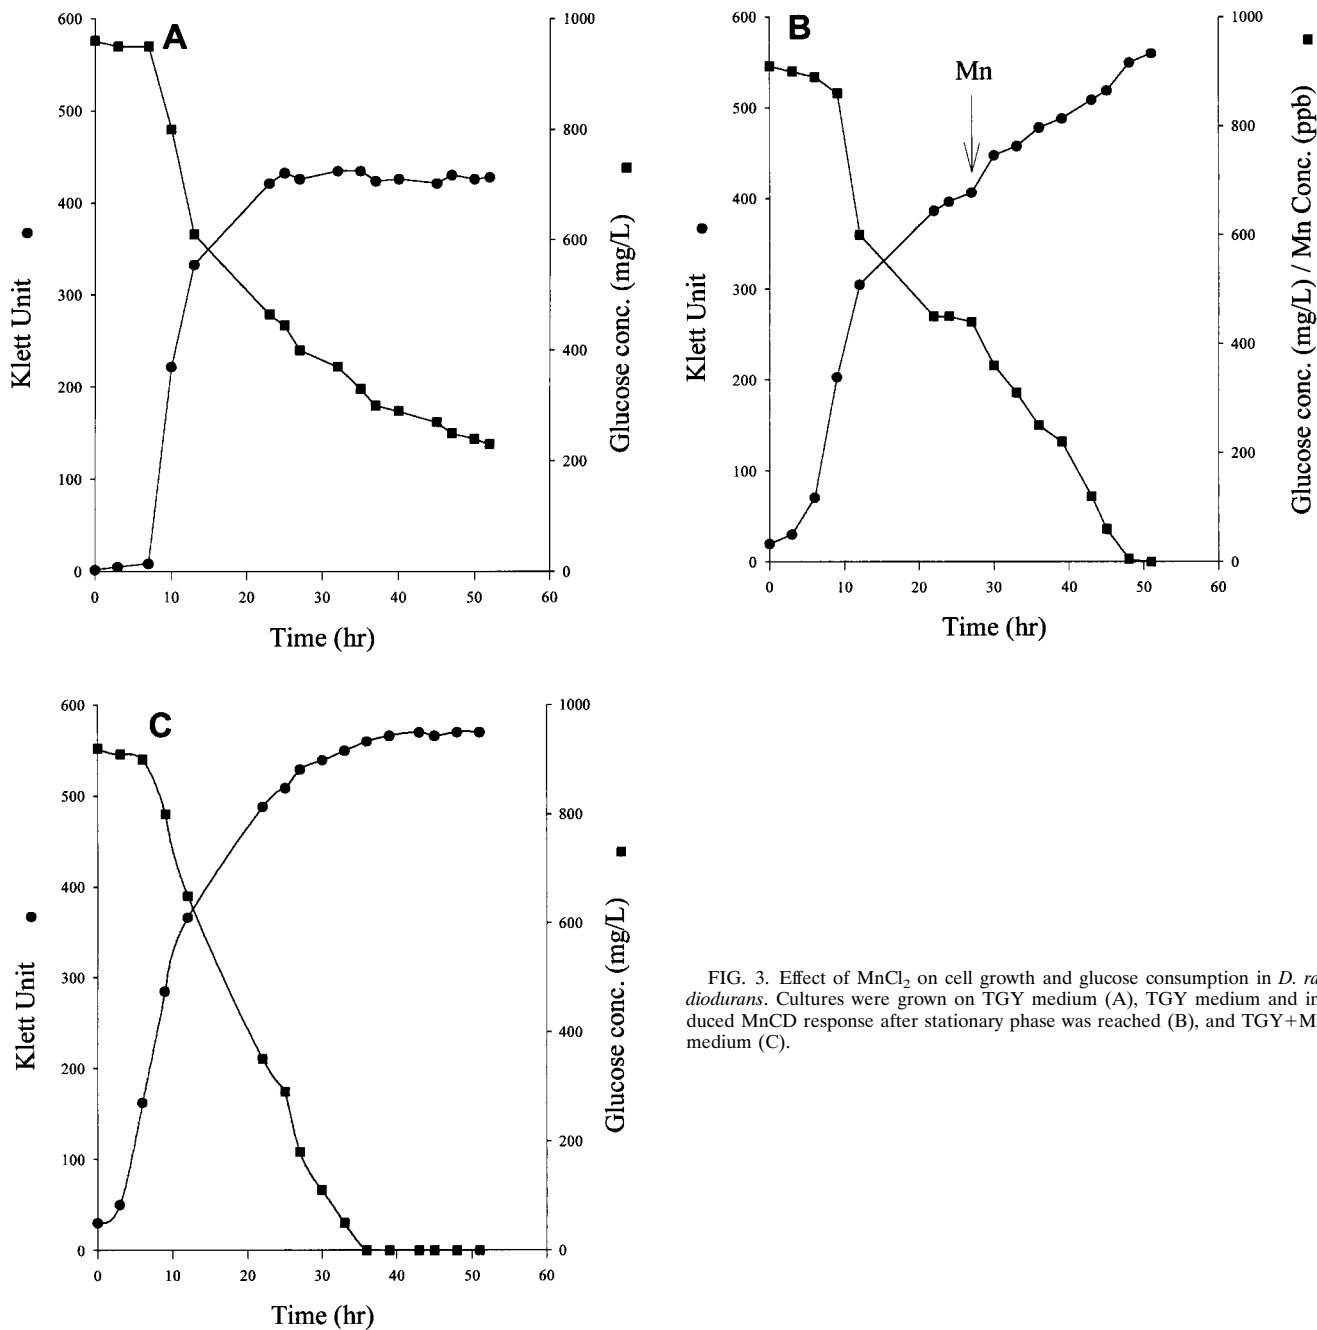 A
600
500
400
300
200
100
0
Klett Unit
1000
800
600
400
200
0
Glucose conc. (mg/L)
0 10 20 30 40 50 60
Time (hr)
B
Mn
600
500
400
300
200
100
0
Klett Unit
1000
800
600
400
200
0
Glucose conc. (mg/L) / Mn Conc. (ppb)
0 10 20 30 40 50 60
Time (hr)
C
600
500
400
300
200
100
0
Klett Unit
1000
800
600
400
200
0
Glucose conc. (mg/L)
0 10 20 30 40 50 60
Time (hr)
FIG. 3. Effect of MnCl₂ on cell growth and glucose consumption in D. ra
diodurans. Cultures were grown on TGY medium (A), TGY medium and in
duced MnCD response after stationary phase was reached (B), and TGY+M
medium (C).